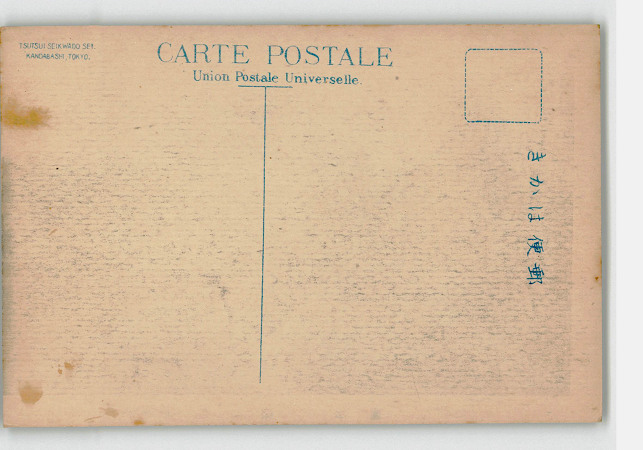 TSUTSUI SEIKWADO SEI.
KANDABASHI, TOKYO.
CARTE POSTALE
Union Postale Universelle.
きかは便郵